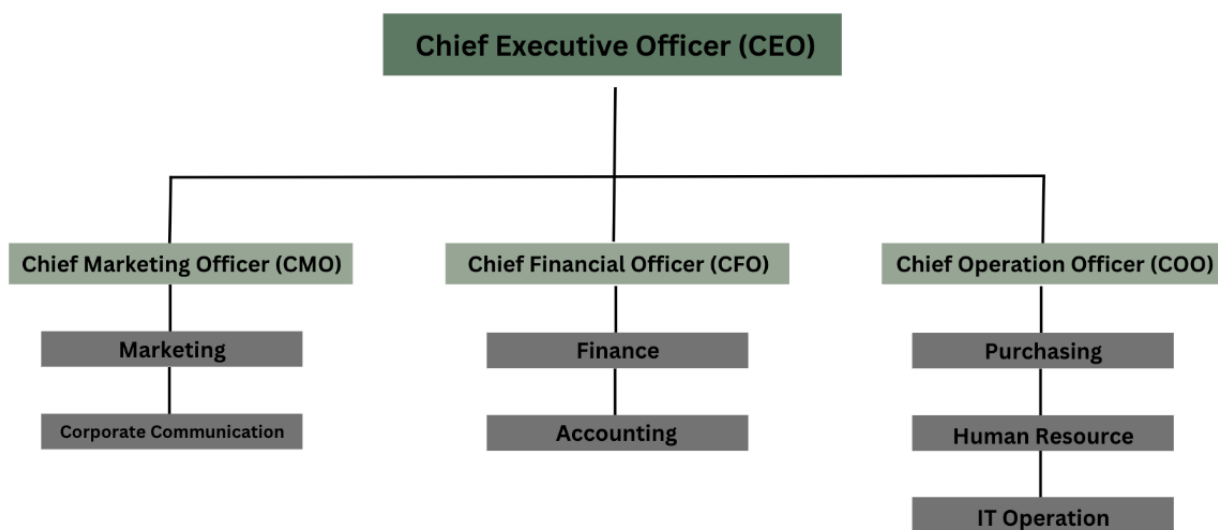 Chief Executive Officer (CEO)
Chief Marketing Officer (CMO)
Chief Financial Officer (CFO)
Chief Operation Officer (COO)
Marketing
Finance
Purchasing
Corporate Communication
Accounting
Human Resource
IT Operation